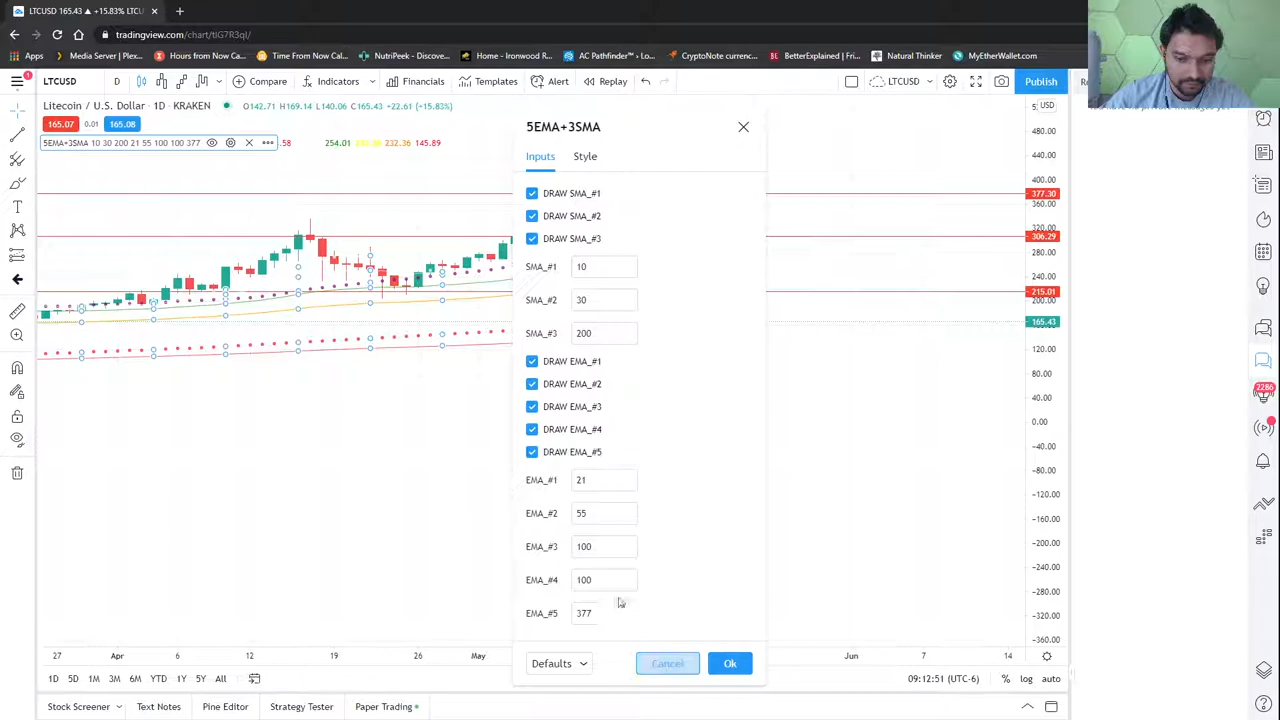 LTCUSD 165.43 ▲ +15.83% LTCUSD
tradingview.com/chart/tiG7R3ql/
Apps
Media Server | Plex...
Hours from Now Cal...
Time From Now Cal...
NutriPeek - Discove...
Home - Ironwood R...
AC Pathfinder™ › Lo...
CryptoNote currenc...
BetterExplained | Fri...
Natural Thinker
MyEtherWallet.com
1
LTCUSD D Compare Indicators Financials Templates Alert Replay LTCUSD Publish
Litecoin / U.S. Dollar · 1D · KRAKEN O142.71 H169.14 L140.06 C165.43 +22.61 (+15.83%)
165.07 0.01 165.08
5EMA+3SMA 10 30 200 21 55 100 100 377 .58 254.01 232.36 145.89
5EMA+3SMA
Inputs Style
DRAW SMA_#1
DRAW SMA_#2
DRAW SMA_#3
SMA_#1 10
SMA_#2 30
SMA_#3 200
DRAW EMA_#1
DRAW EMA_#2
DRAW EMA_#3
DRAW EMA_#4
DRAW EMA_#5
EMA_#1 21
EMA_#2 55
EMA_#3 100
EMA_#4 100
EMA_#5 377
Defaults Cancel Ok
USD
480.00
440.00
400.00
377.30
360.00
320.00
306.29
280.00
240.00
215.01
200.00
165.43
120.00
80.00
40.00
0.00
-40.00
-80.00
-120.00
-160.00
-200.00
-240.00
-280.00
-320.00
-360.00
2286
27 Apr 6 12 19 26 May Jun 7 14
1D 5D 1M 3M 6M YTD 1Y 5Y All 09:12:51 (UTC-6) % log auto
Stock Screener Text Notes Pine Editor Strategy Tester Paper Trading